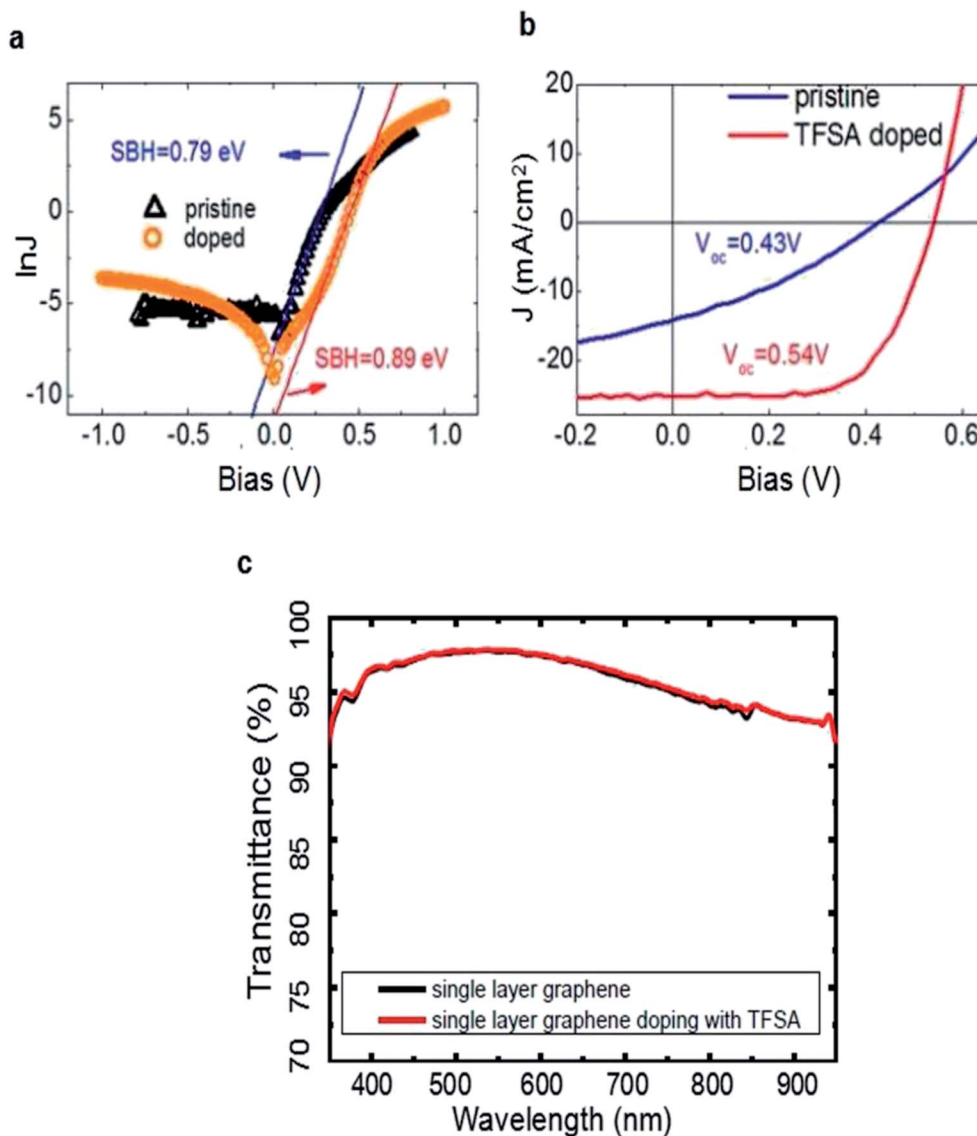 a
lnJ
5
0
-5
-10
SBH=0.79 eV
pristine
doped
SBH=0.89 eV
-1.0 -0.5 0.0 0.5 1.0
Bias (V)
b
J (mA/cm²)
20
10
0
-10
-20
pristine
TFSA doped
Voc=0.43V
Voc=0.54V
-0.2 0.0 0.2 0.4 0.6
Bias (V)
c
Transmittance (%)
100
95
90
85
80
75
70
single layer graphene
single layer graphene doping with TFSA
400 500 600 700 800 900
Wavelength (nm)